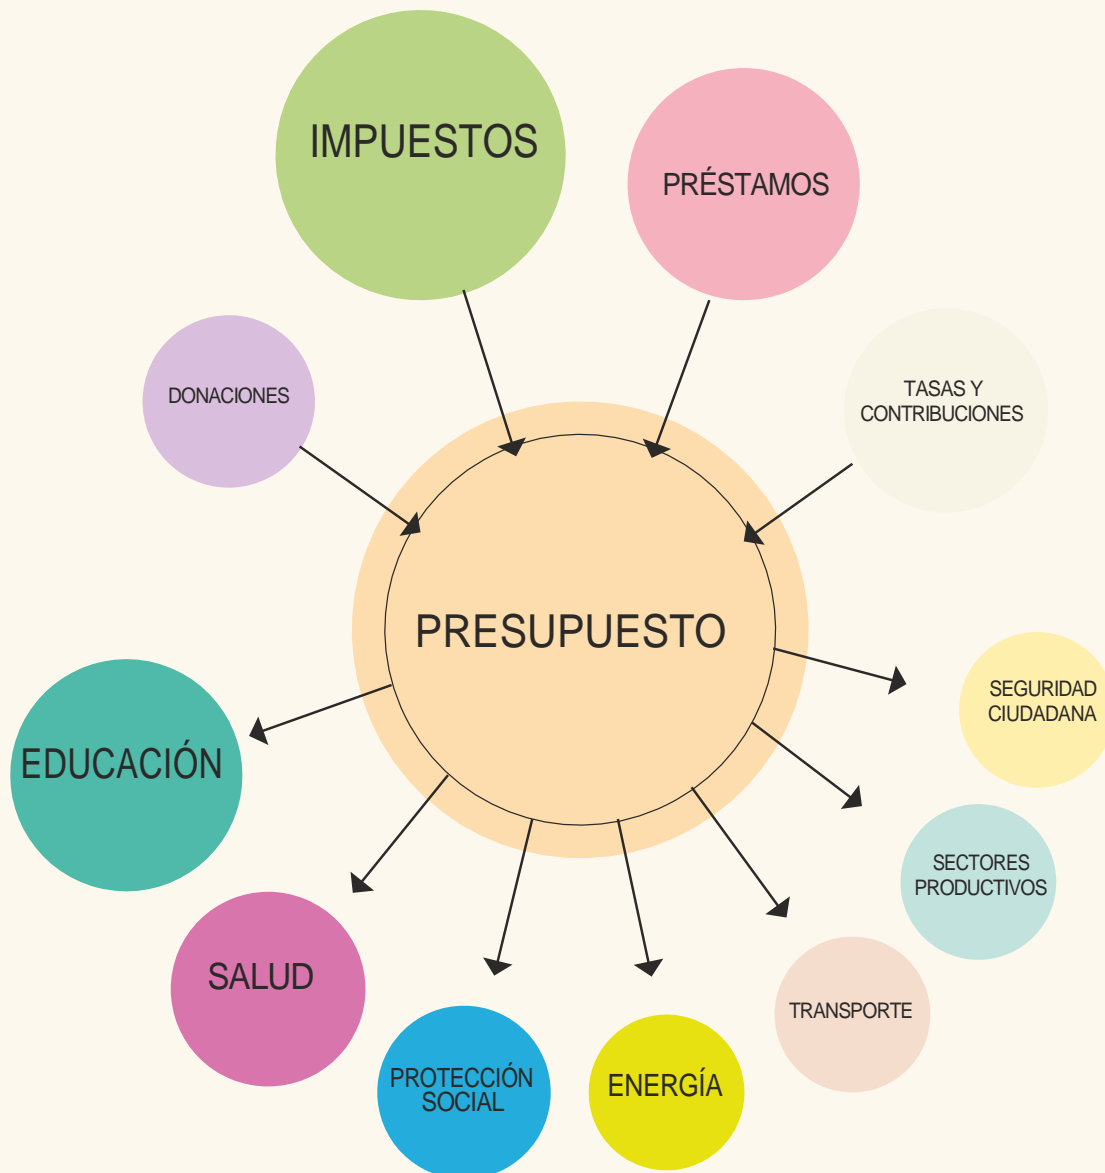 IMPUESTOS
PRÉSTAMOS
DONACIONES
TASAS Y
CONTRIBUCIONES
PRESUPUESTO
SEGURIDAD
CIUDADANA
EDUCACIÓN
SECTORES
PRODUCTIVOS
SALUD
TRANSPORTE
PROTECCIÓN
SOCIAL
ENERGÍA